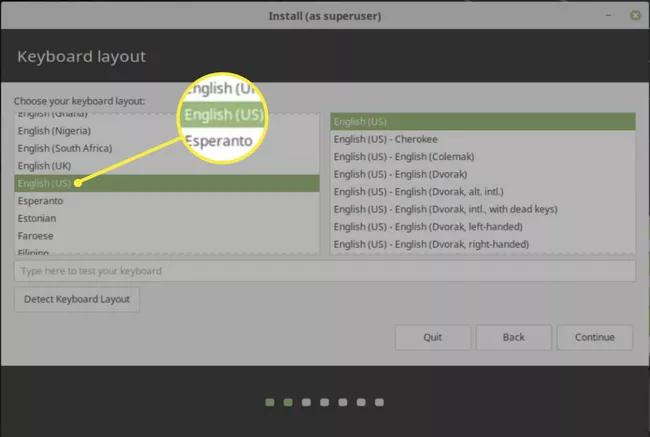 Install (as superuser)
Keyboard layout
Choose your keyboard layout:
English (Ghana)
English (Nigeria)
English (South Africa)
English (UK)
English (US)
Esperanto
Estonian
Faroese
Filipino
English (US)
English (US) - Cherokee
English (US) - English (Colemak)
English (US) - English (Dvorak)
English (US) - English (Dvorak, alt. intl.)
English (US) - English (Dvorak, intl., with dead keys)
English (US) - English (Dvorak, left-handed)
English (US) - English (Dvorak, right-handed)
English (UK)
English (US)
Esperanto
Type here to test your keyboard
Detect Keyboard Layout
Quit
Back
Continue